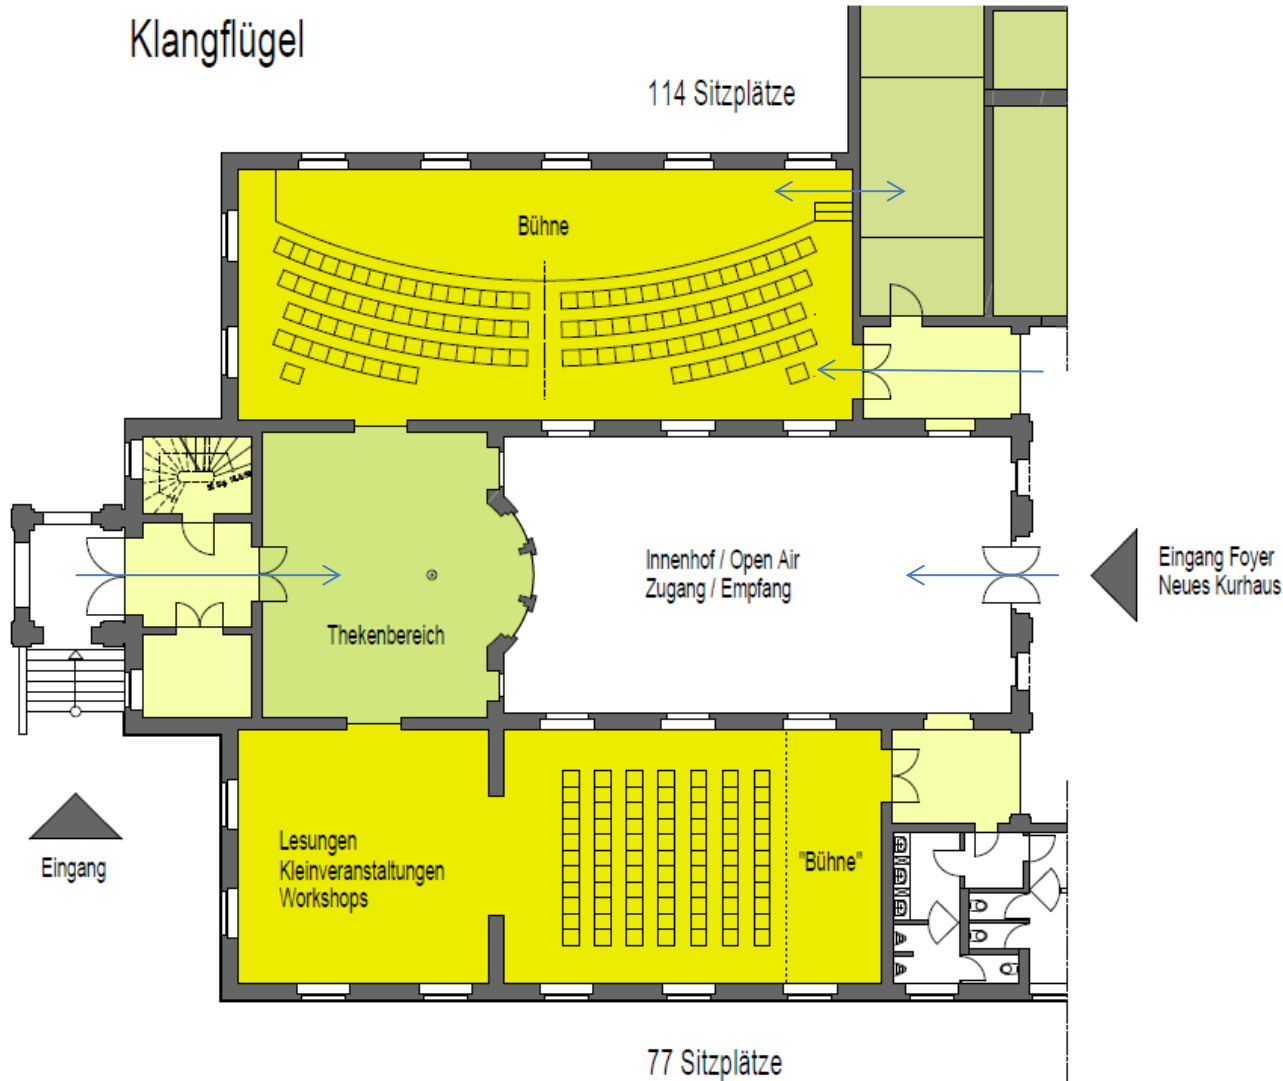 Klangflügel
114 Sitzplätze
Bühne
Innenhof / Open Air
Zugang / Empfang
Eingang Foyer
Neues Kurhaus
Thekenbereich
Lesungen
Kleinveranstaltungen
Workshops
"Bühne"
Eingang
77 Sitzplätze